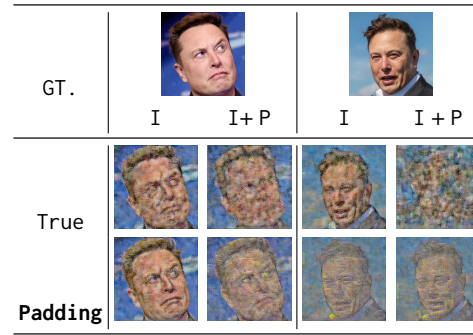 GT.
I I+ P I I + P
True
Padding